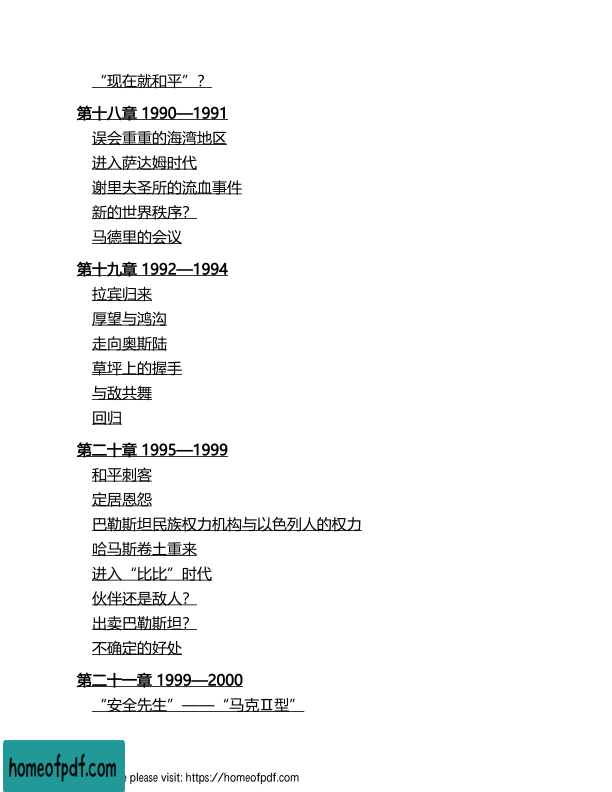 “现在就和平”？
第十八章 1990—1991
误会重重的海湾地区
进入萨达姆时代
谢里夫圣所的流血事件
新的世界秩序？
马德里的会议
第十九章 1992—1994
拉宾归来
厚望与鸿沟
走向奥斯陆
草坪上的握手
与敌共舞
回归
第二十章 1995—1999
和平刺客
定居恩怨
巴勒斯坦民族权力机构与以色列人的权力
哈马斯卷土重来
进入“比比”时代
伙伴还是敌人？
出卖巴勒斯坦？
不确定的好处
第二十一章 1999—2000
“安全先生”——“马克Ⅱ型”
homeofpdf.com
e please visit: https://homeofpdf.com